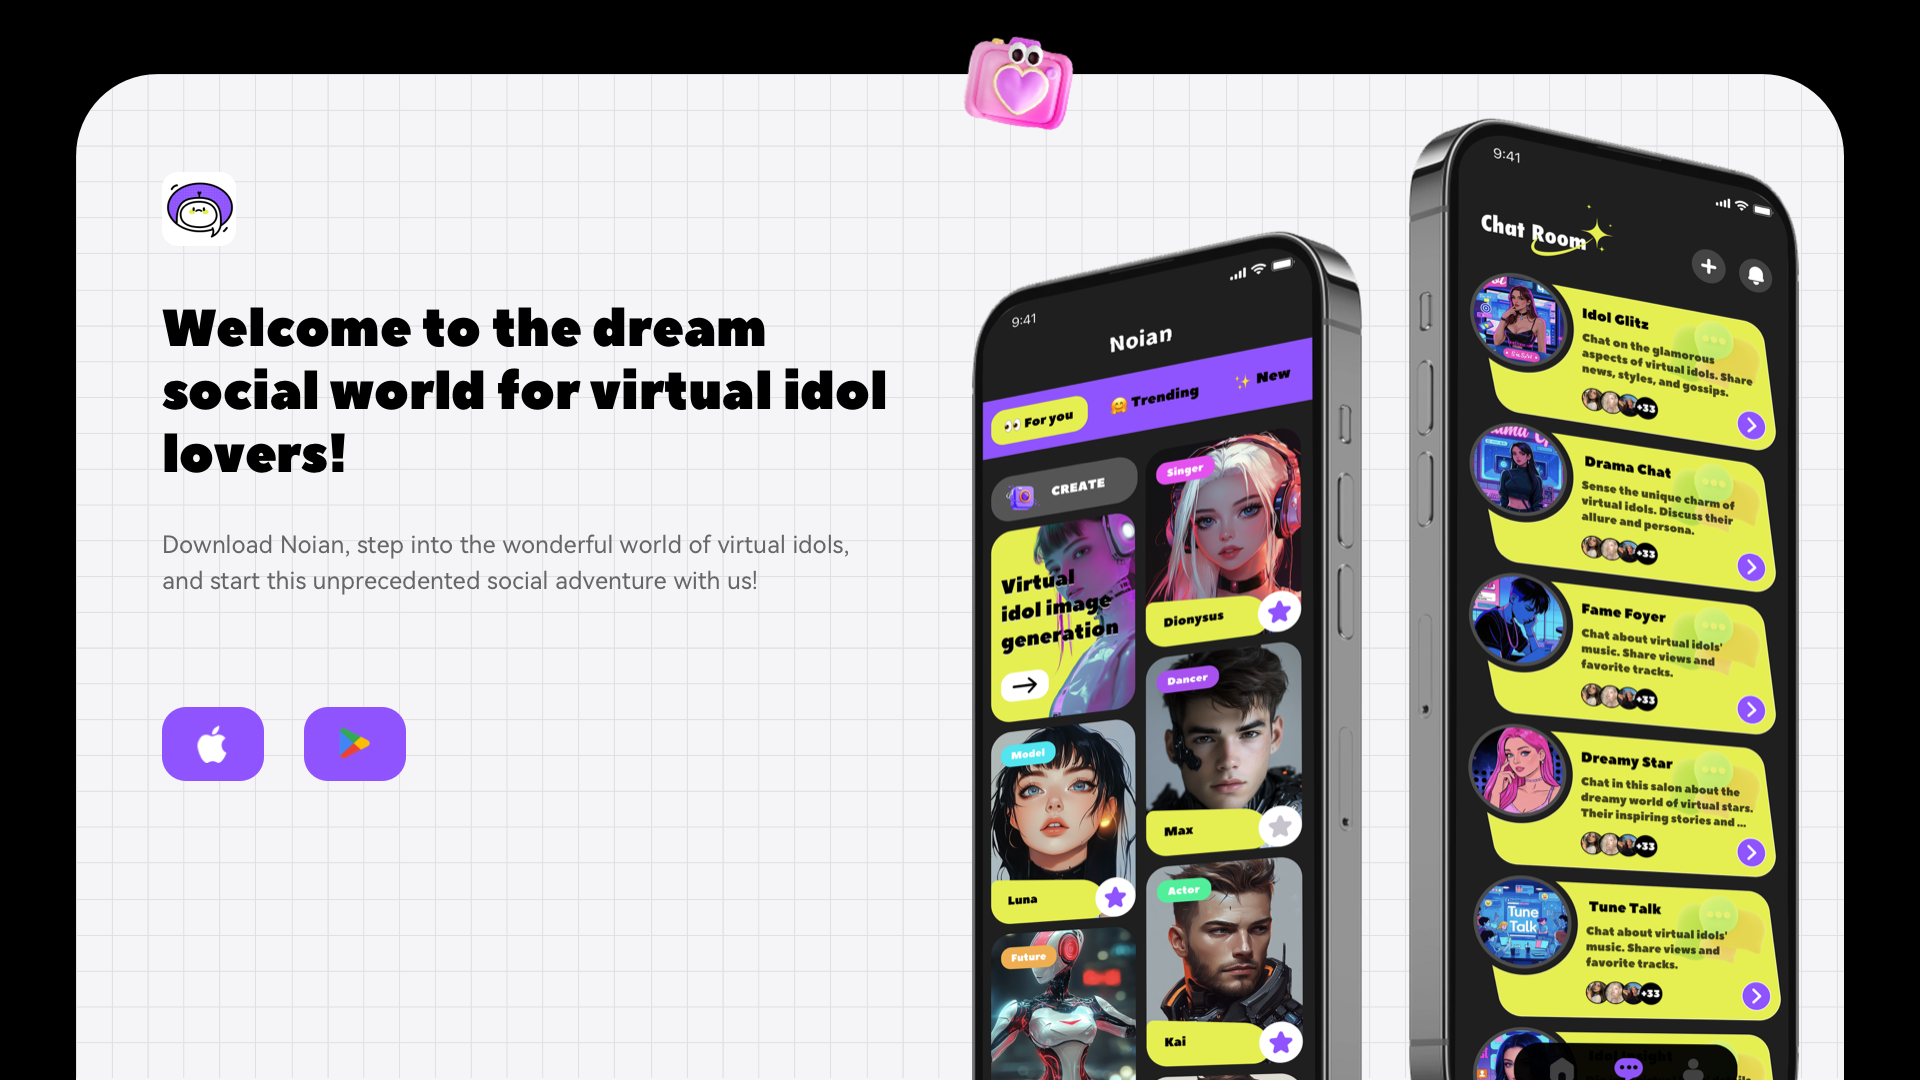 Welcome to the dream
social world for virtual idol
lovers!
Download Noian, step into the wonderful world of virtual idols,
and start this unprecedented social adventure with us!
9:41
Noian
👀 For you
🤗 Trending
✨ New
CREATE
Virtual
idol image
generation
Singer
Dionysus
Dancer
Max
Model
Luna
Actor
Kai
Future
9:41
Chat Room
Idol Glitz
Chat on the glamorous
aspects of virtual idols. Share
news, styles, and gossips.
+33
Drama Chat
Sense the unique charm of
virtual idols. Discuss their
allure and persona.
+33
Fame Foyer
Chat about virtual idols'
music. Share views and
favorite tracks.
+33
Dreamy Star
Chat in this salon about the
dreamy world of virtual stars.
Their inspiring stories and ...
+33
Tune
Talk
Tune Talk
Chat about virtual idols'
music. Share views and
favorite tracks.
+33
Idol Insight